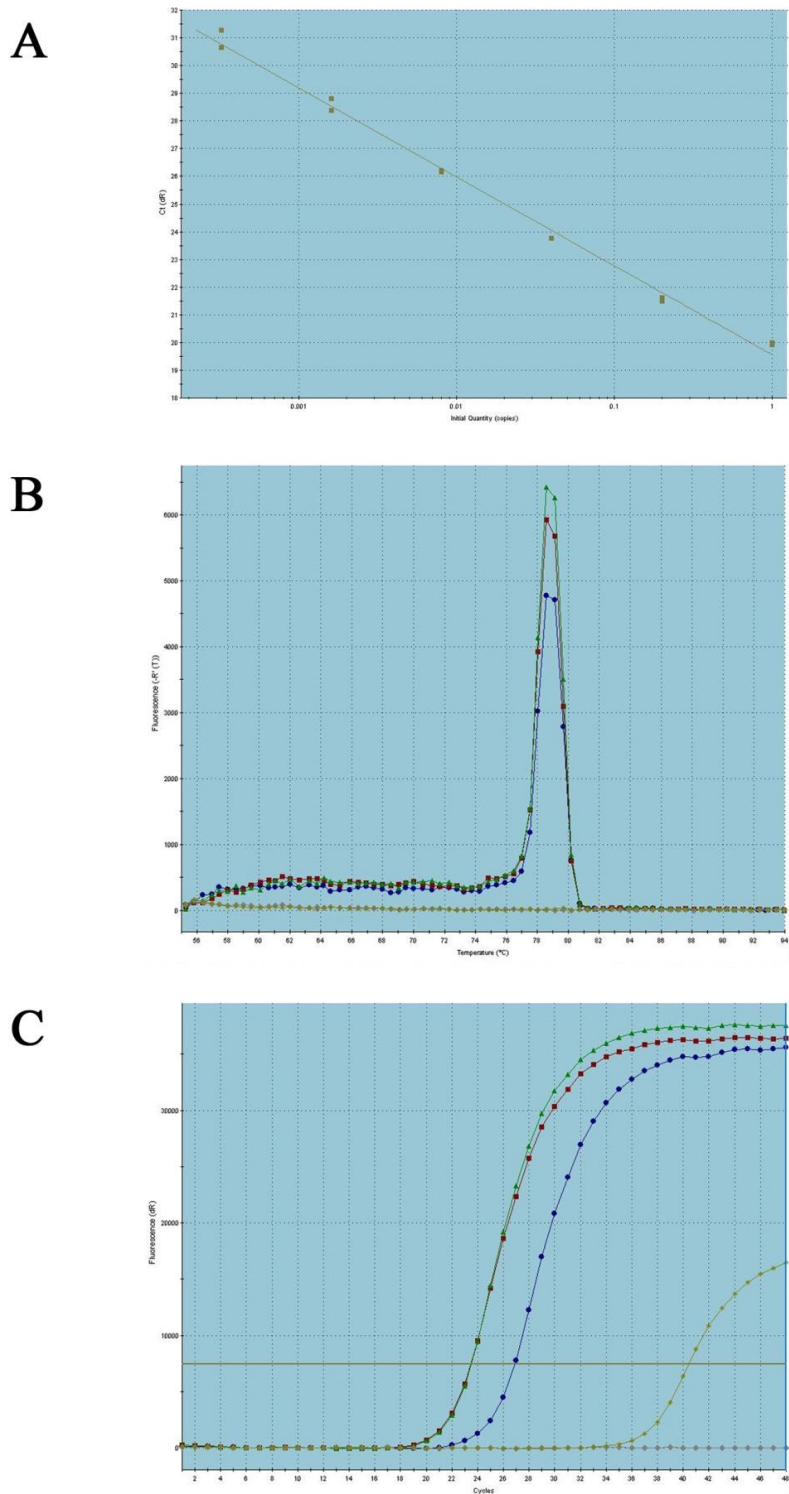 A
32
31
30
29
28
27
26
25
24
23
22
21
20
19
18
Ct (dR)
0.001 0.01 0.1 1
Initial Quantity (copies)
B
6000
5000
4000
3000
2000
1000
0
Fluorescence (-R' (T))
56 58 60 62 64 66 68 70 72 74 76 78 80 82 84 86 88 90 92 94
Temperature (°C)
C
30000
20000
10000
0
Fluorescence (dR)
2 4 6 8 10 12 14 16 18 20 22 24 26 28 30 32 34 36 38 40 42 44 46 48
Cycles